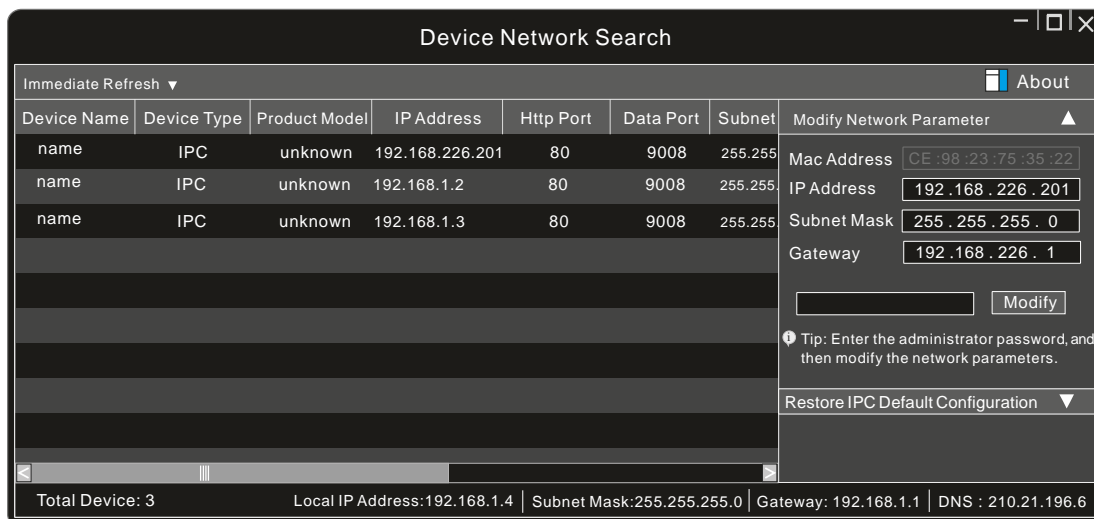 Device Network Search
Immediate Refresh ▼
About
Device Name Device Type Product Model IP Address Http Port Data Port Subnet
name IPC unknown 192.168.226.201 80 9008 255.255
name IPC unknown 192.168.1.2 80 9008 255.255.
name IPC unknown 192.168.1.3 80 9008 255.255.
Modify Network Parameter ▲
Mac Address CE :98 :23 :75 :35 :22
IP Address 192 .168 . 226 . 201
Subnet Mask 255 . 255 . 255 . 0
Gateway 192 .168 . 226 . 1
Modify
Tip: Enter the administrator password, and
then modify the network parameters.
Restore IPC Default Configuration ▼
Total Device: 3 Local IP Address:192.168.1.4 Subnet Mask:255.255.255.0 Gateway: 192.168.1.1 DNS : 210.21.196.6